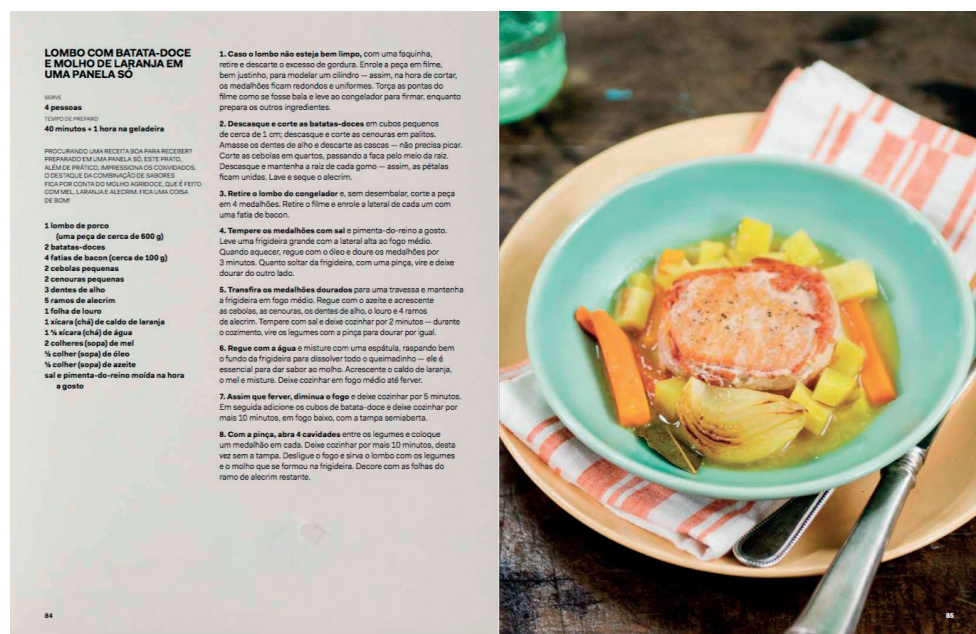 LOMBO COM BATATA-DOCE
E MOLHO DE LARANJA EM
UMA PANELA SÓ
SERVE
4 pessoas
TEMPO DE PREPARO
40 minutos + 1 hora na geladeira
PROCURANDO UMA RECEITA BOA PARA RECEBER?
PREPARADO EM UMA PANELA SÓ, ESTE PRATO,
ALÉM DE PRÁTICO, IMPRESSIONA OS CONVIDADOS.
O DESTAQUE DA COMBINAÇÃO DE SABORES
FICA POR CONTA DO MOLHO AGRIDOCE, QUE É FEITO
COM MEL, LARANJA E ALECRIM. FICA UMA COISA
DE BOM!
1 lombo de porco
(uma peça de cerca de 600 g)
2 batatas-doces
4 fatias de bacon (cerca de 100 g)
2 cebolas pequenas
2 cenouras pequenas
3 dentes de alho
5 ramos de alecrim
1 folha de louro
1 xícara (chá) de caldo de laranja
1 ½ xícara (chá) de água
2 colheres (sopa) de mel
½ colher (sopa) de óleo
½ colher (sopa) de azeite
sal e pimenta-do-reino moída na hora
a gosto
1. Caso o lombo não esteja bem limpo, com uma faquinha,
retire e descarte o excesso de gordura. Enrole a peça em filme,
bem justinho, para modelar um cilindro — assim, na hora de cortar,
os medalhões ficam redondos e uniformes. Torça as pontas do
filme como se fosse bala e leve ao congelador para firmar, enquanto
prepara os outros ingredientes.
2. Descasque e corte as batatas-doces em cubos pequenos
de cerca de 1 cm; descasque e corte as cenouras em palitos.
Amasse os dentes de alho e descarte as cascas — não precisa picar.
Corte as cebolas em quartos, passando a faca pelo meio da raiz.
Descasque e mantenha a raiz de cada gomo — assim, as pétalas
ficam unidas. Lave e seque o alecrim.
3. Retire o lombo do congelador e, sem desembalar, corte a peça
em 4 medalhões. Retire o filme e enrole a lateral de cada um com
uma fatia de bacon.
4. Tempere os medalhões com sal e pimenta-do-reino a gosto.
Leve uma frigideira grande com a lateral alta ao fogo médio.
Quando aquecer, regue com o óleo e doure os medalhões por
3 minutos. Quanto soltar da frigideira, com uma pinça, vire e deixe
dourar do outro lado.
5. Transfira os medalhões dourados para uma travessa e mantenha
a frigideira em fogo médio. Regue com o azeite e acrescente
as cebolas, as cenouras, os dentes de alho, o louro e 4 ramos
de alecrim. Tempere com sal e deixe cozinhar por 2 minutos — durante
o cozimento, vire os legumes com a pinça para dourar por igual.
6. Regue com a água e misture com uma espátula, raspando bem
o fundo da frigideira para dissolver todo o queimadinho — ele é
essencial para dar sabor ao molho. Acrescente o caldo de laranja,
o mel e misture. Deixe cozinhar em fogo médio até ferver.
7. Assim que ferver, diminua o fogo e deixe cozinhar por 5 minutos.
Em seguida adicione os cubos de batata-doce e deixe cozinhar por
mais 10 minutos, em fogo baixo, com a tampa semiaberta.
8. Com a pinça, abra 4 cavidades entre os legumes e coloque
um medalhão em cada. Deixe cozinhar por mais 10 minutos, desta
vez sem a tampa. Desligue o fogo e sirva o lombo com os legumes
e o molho que se formou na frigideira. Decore com as folhas do
ramo de alecrim restante.
84
85